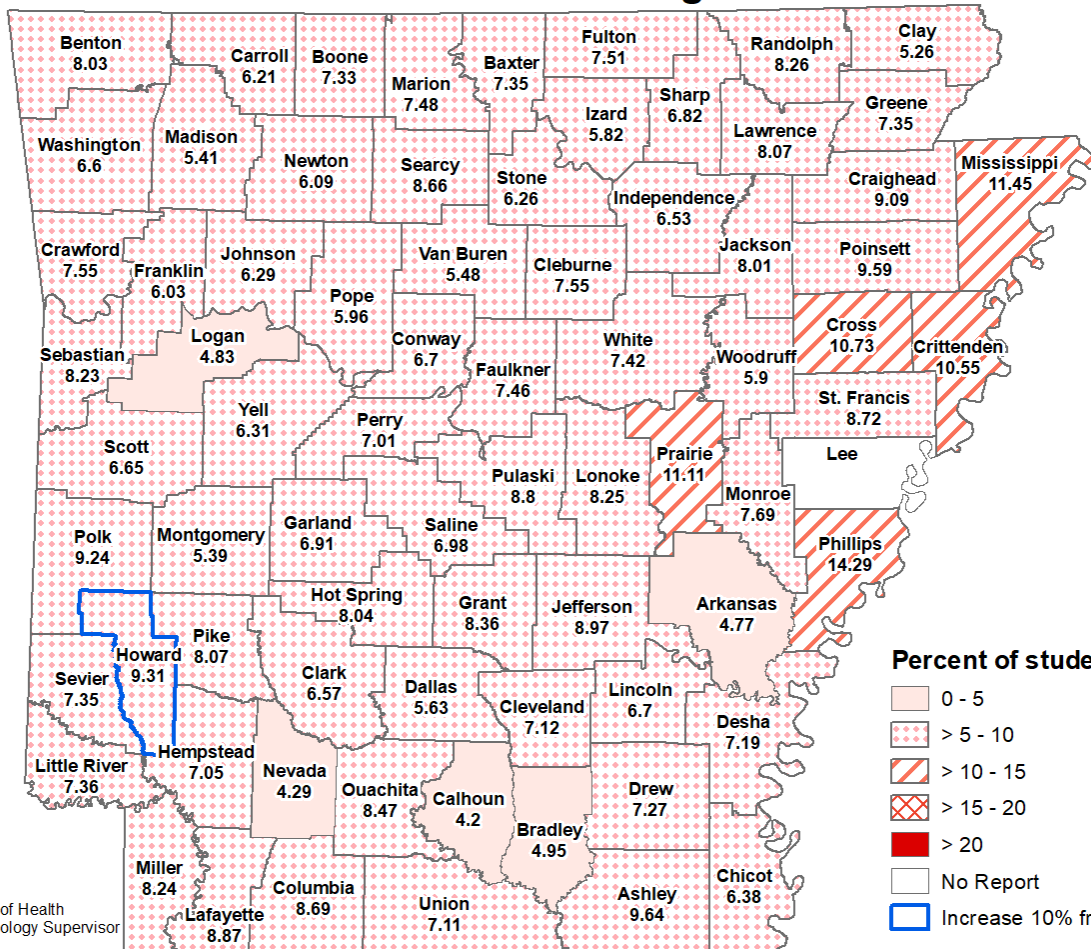 Benton
8.03
Carroll
6.21
Boone
7.33
Marion
7.48
Baxter
7.35
Fulton
7.51
Randolph
8.26
Clay
5.26
Izard
5.82
Sharp
6.82
Greene
7.35
Washington
6.6
Madison
5.41
Newton
6.09
Searcy
8.66
Stone
6.26
Lawrence
8.07
Mississippi
11.45
Independence
6.53
Craighead
9.09
Crawford
7.55
Franklin
6.03
Johnson
6.29
Van Buren
5.48
Cleburne
7.55
Jackson
8.01
Poinsett
9.59
Pope
5.96
Logan
4.83
Conway
6.7
White
7.42
Cross
10.73
Crittenden
10.55
Sebastian
8.23
Faulkner
7.46
Woodruff
5.9
Yell
6.31
Perry
7.01
St. Francis
8.72
Scott
6.65
Pulaski
8.8
Lonoke
8.25
Prairie
11.11
Lee
Monroe
7.69
Polk
9.24
Montgomery
5.39
Garland
6.91
Saline
6.98
Phillips
14.29
Hot Spring
8.04
Grant
8.36
Jefferson
8.97
Arkansas
4.77
Pike
8.07
Howard
9.31
Sevier
7.35
Clark
6.57
Dallas
5.63
Cleveland
7.12
Lincoln
6.7
Desha
7.19
Little River
7.36
Hempstead
7.05
Nevada
4.29
Ouachita
8.47
Calhoun
4.2
Bradley
4.95
Drew
7.27
Miller
8.24
Lafayette
8.87
Columbia
8.69
Union
7.11
Ashley
9.64
Chicot
6.38
Percent of stude
0 - 5
> 5 - 10
> 10 - 15
> 15 - 20
> 20
No Report
Increase 10% fr
of Health
ology Supervisor